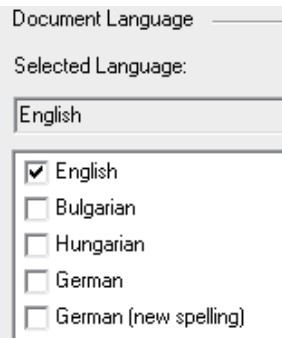 Document Language
Selected Language:
English
English
Bulgarian
Hungarian
German
German (new spelling)